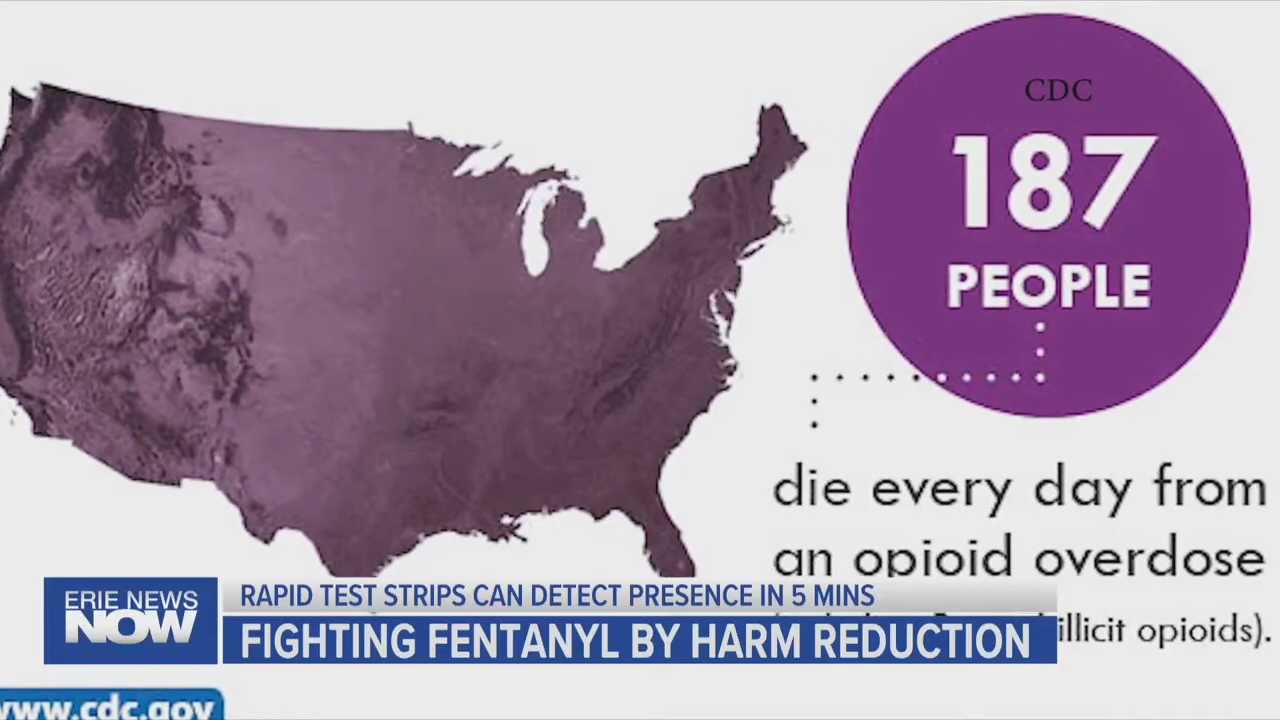 CDC
187
PEOPLE
die every day from
an opioid overdose
illicit opioids).
ERIE NEWS
NOW
RAPID TEST STRIPS CAN DETECT PRESENCE IN 5 MINS
FIGHTING FENTANYL BY HARM REDUCTION
www.cdc.gov